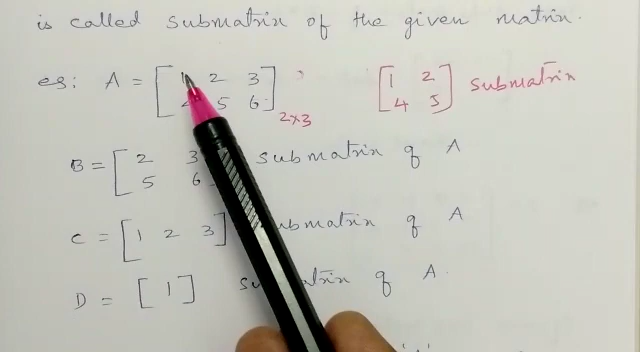 is called submatrix of the given matrix.
eg: A = [ 1 2 3 ] , [ 1 2 ] submatrix
[ 4 5 6 ] 2x3 [ 4 5 ]
B = [ 2 3 submatrix of A
5 6
C = [ 1 2 3 ] submatrix of A
D = [ 1 ] of A.